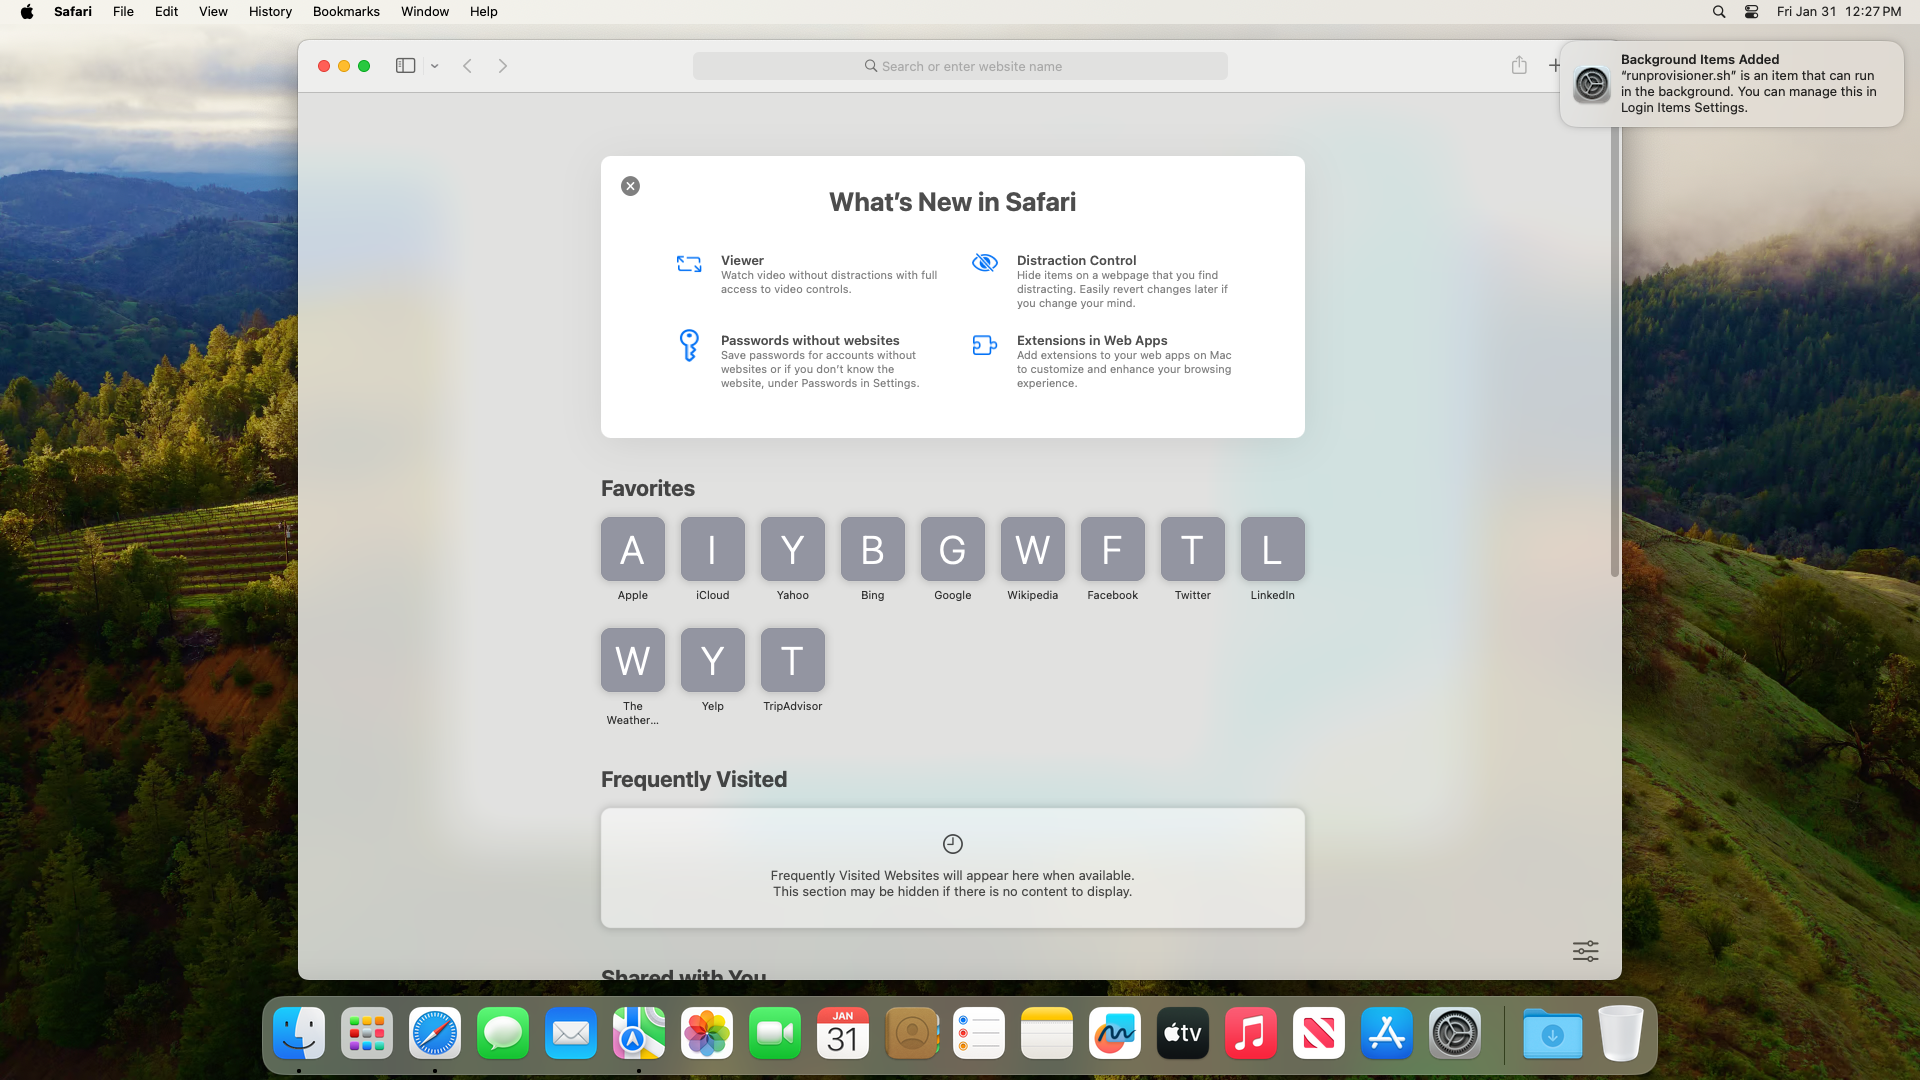 Safari File Edit View History Bookmarks Window Help Fri Jan 31 12:27 PM
Search or enter website name
Background Items Added
“runprovisioner.sh” is an item that can run
in the background. You can manage this in
Login Items Settings.
What’s New in Safari
Viewer
Watch video without distractions with full
access to video controls.
Distraction Control
Hide items on a webpage that you find
distracting. Easily revert changes later if
you change your mind.
Passwords without websites
Save passwords for accounts without
websites or if you don’t know the
website, under Passwords in Settings.
Extensions in Web Apps
Add extensions to your web apps on Mac
to customize and enhance your browsing
experience.
Favorites
A I Y B G W F T L
Apple iCloud Yahoo Bing Google Wikipedia Facebook Twitter LinkedIn
W Y T
The Yelp TripAdvisor
Weather...
Frequently Visited
Frequently Visited Websites will appear here when available.
This section may be hidden if there is no content to display.
Shared with You
JAN
31
tv